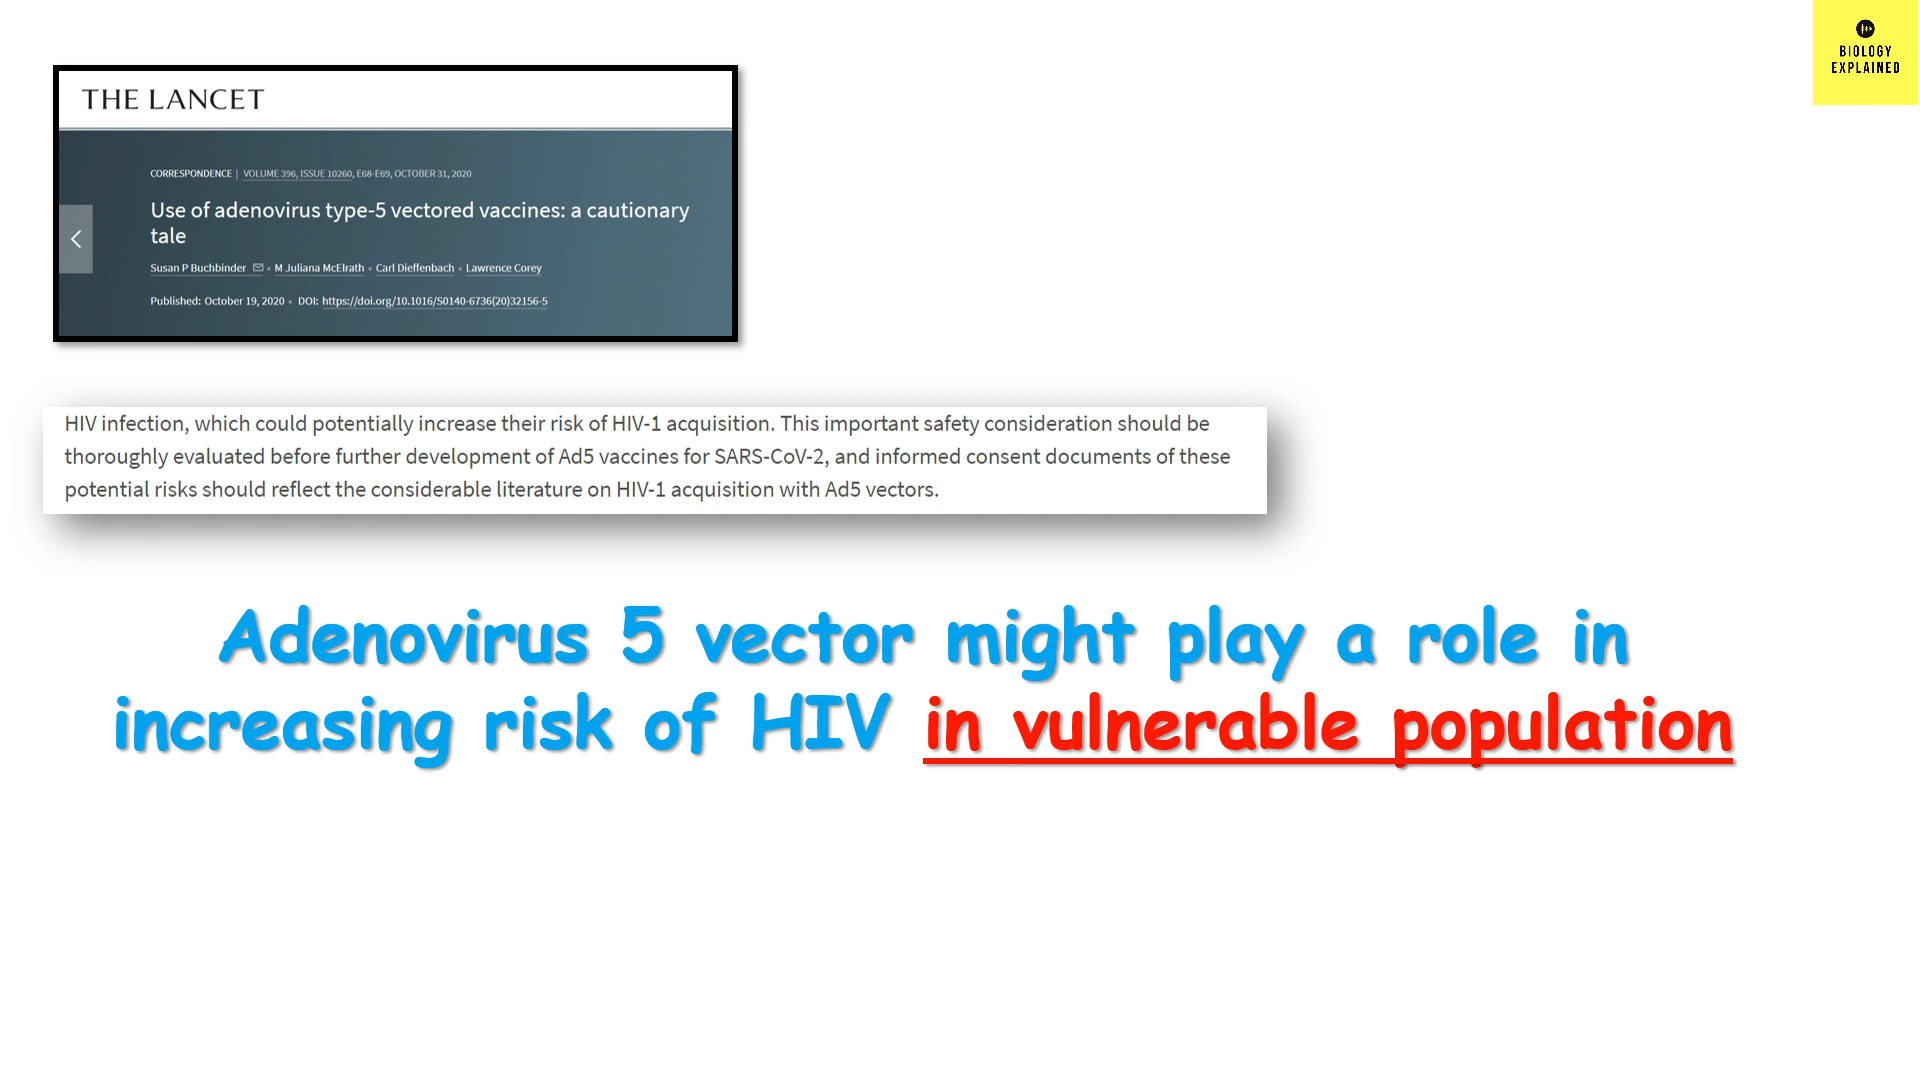 BIOLOGY
EXPLAINED
THE LANCET
CORRESPONDENCE | VOLUME 396, ISSUE 10260, E68-E69, OCTOBER 31, 2020
Use of adenovirus type-5 vectored vaccines: a cautionary
tale
Susan P Buchbinder • M Juliana McElrath • Carl Dieffenbach • Lawrence Corey
Published: October 19, 2020 • DOI: https://doi.org/10.1016/S0140-6736(20)32156-5
HIV infection, which could potentially increase their risk of HIV-1 acquisition. This important safety consideration should be
thoroughly evaluated before further development of Ad5 vaccines for SARS-CoV-2, and informed consent documents of these
potential risks should reflect the considerable literature on HIV-1 acquisition with Ad5 vectors.
Adenovirus 5 vector might play a role in
increasing risk of HIV in vulnerable population